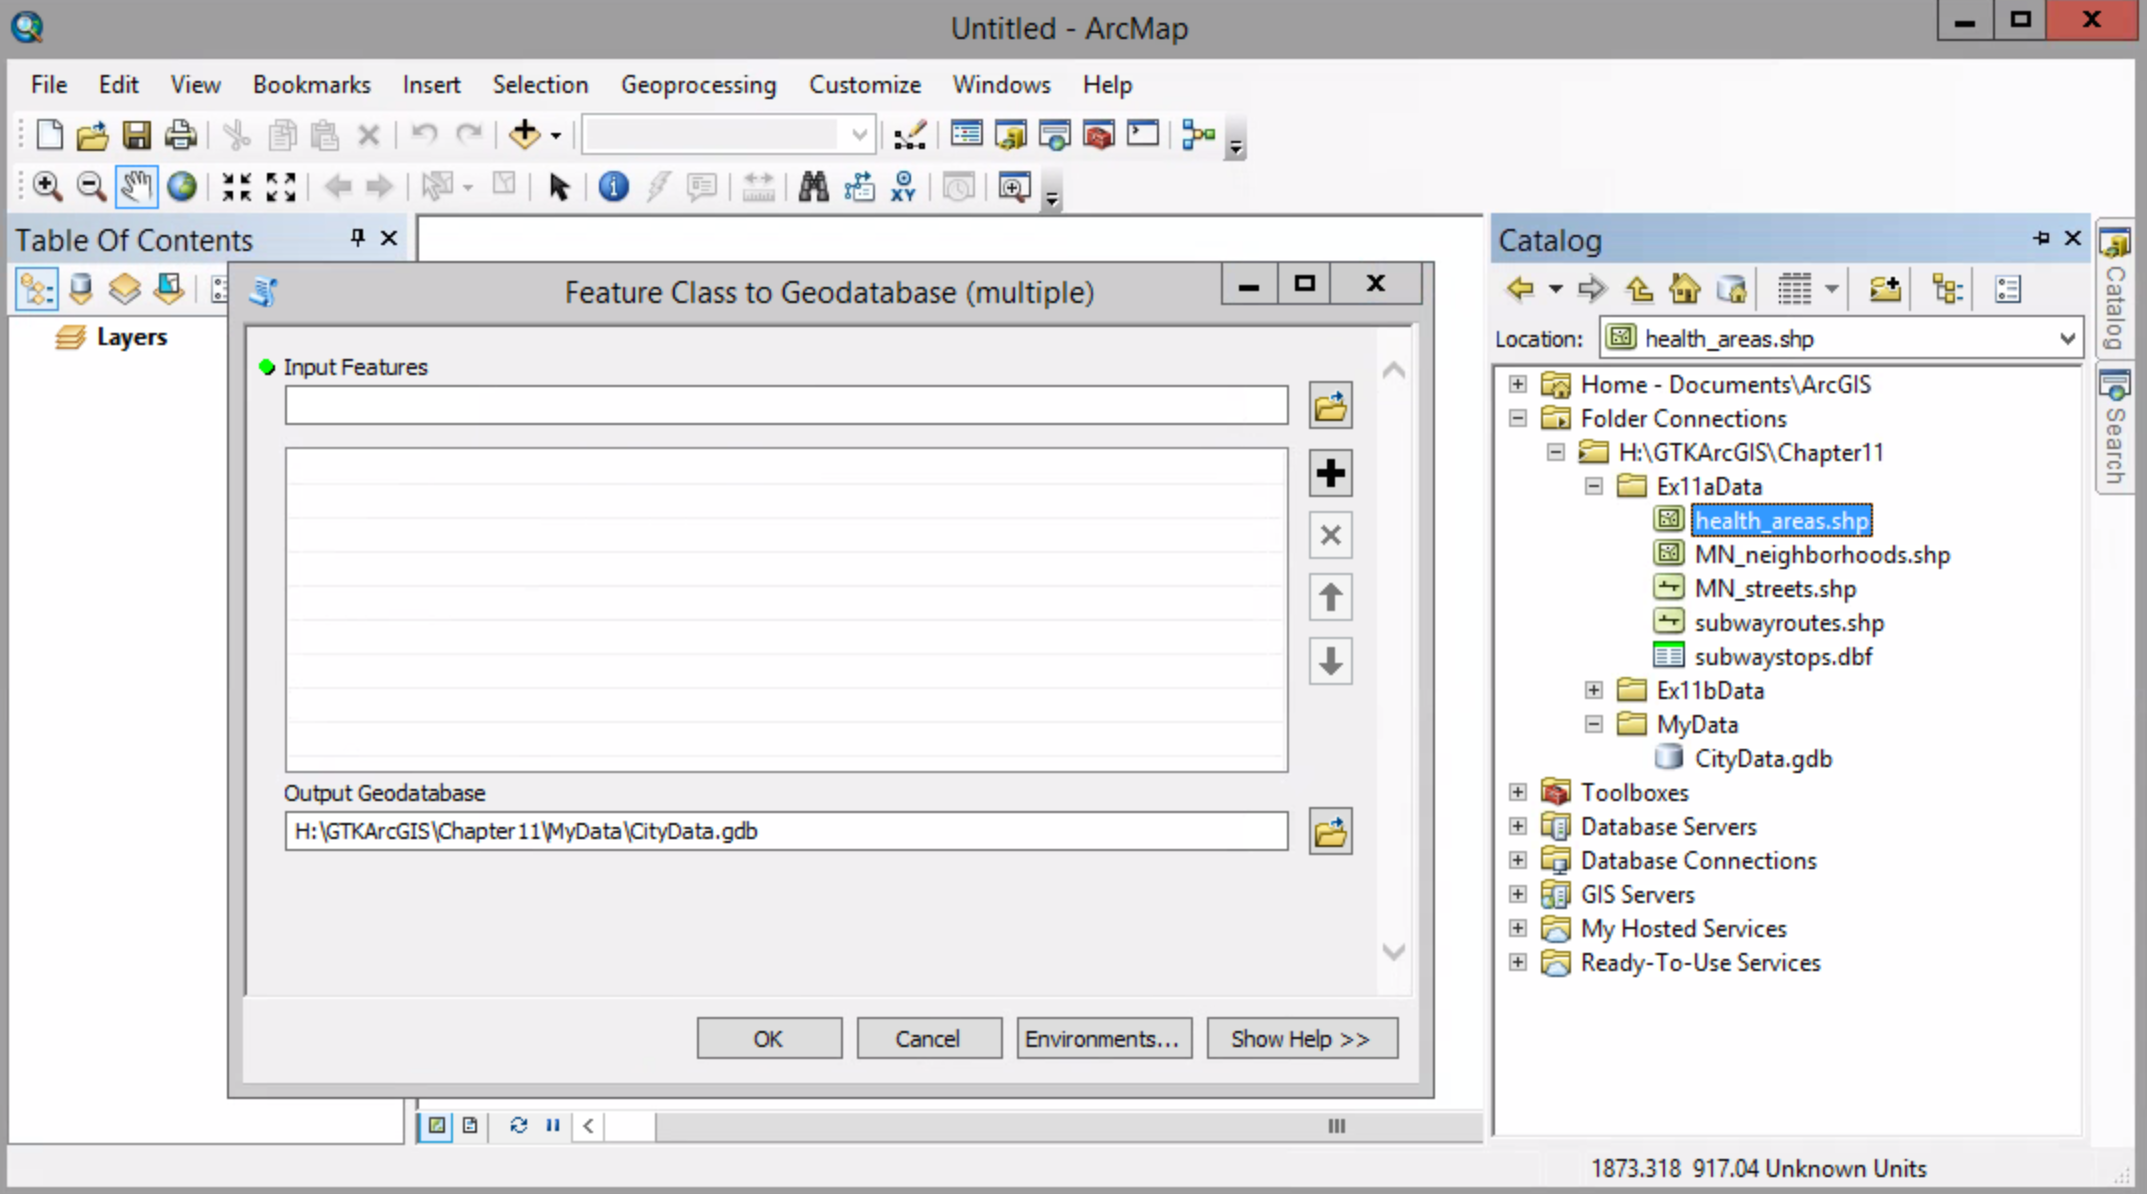 Untitled - ArcMap
File Edit View Bookmarks Insert Selection Geoprocessing Customize Windows Help
XY
Table Of Contents
Layers
Feature Class to Geodatabase (multiple)
Input Features
Output Geodatabase
H:\GTKArcGIS\Chapter11\MyData\CityData.gdb
OK Cancel Environments... Show Help >>
Catalog
Location: health_areas.shp
Home - Documents\ArcGIS
Folder Connections
H:\GTKArcGIS\Chapter11
Ex11aData
health_areas.shp
MN_neighborhoods.shp
MN_streets.shp
subwayroutes.shp
subwaystops.dbf
Ex11bData
MyData
CityData.gdb
Toolboxes
Database Servers
Database Connections
GIS Servers
My Hosted Services
Ready-To-Use Services
Catalog
Search
1873.318 917.04 Unknown Units